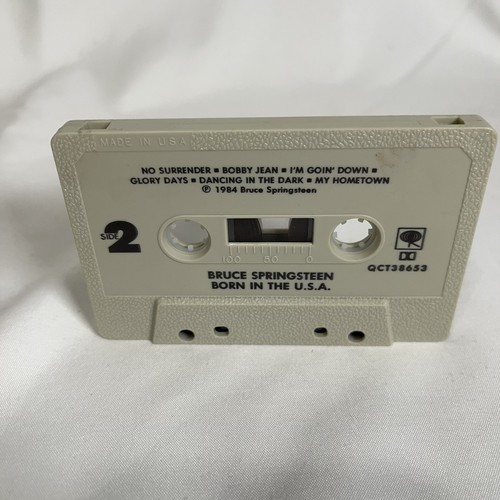 MADE IN U.S.A.
NO SURRENDER ■ BOBBY JEAN ■ I'M GOIN' DOWN ■
GLORY DAYS ■ DANCING IN THE DARK ■ MY HOMETOWN
℗ 1984 Bruce Springsteen
SIDE 2
100 50 0
QCT38653
BRUCE SPRINGSTEEN
BORN IN THE U.S.A.